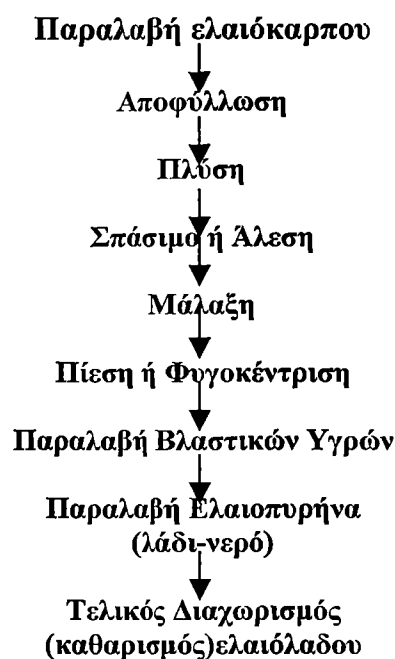 Παραλαβή ελαιόκαρπου
Αποφύλλωση
Πλύση
Σπάσιμο ή Άλεση
Μάλαξη
Πίεση ή Φυγοκέντριση
Παραλαβή Βλαστικών Υγρών
Παραλαβή Ελαιοπυρήνα
(λάδι-νερό)
Τελικός Διαχωρισμός
(καθαρισμός)ελαιόλαδου